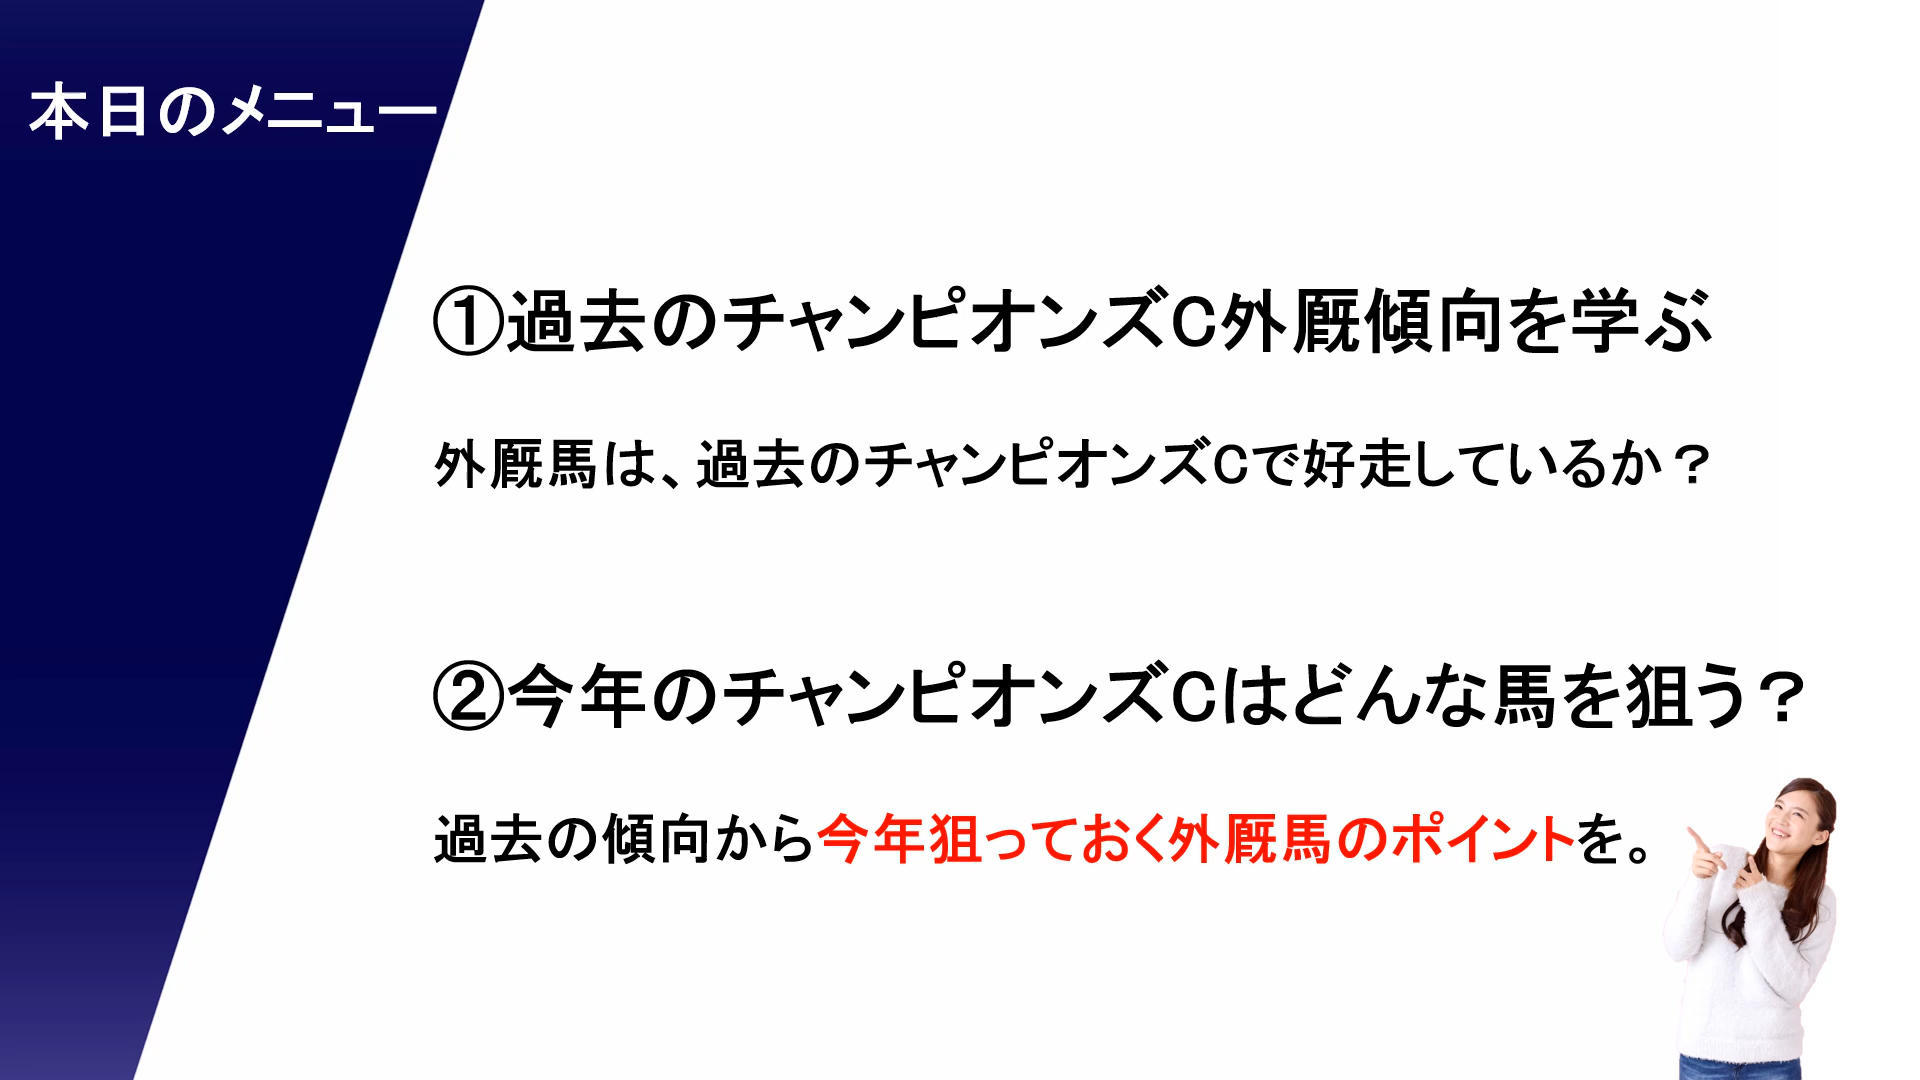 本日のメニュー
①過去のチャンピオンズC外厩傾向を学ぶ
外厩馬は、過去のチャンピオンズCで好走しているか？
②今年のチャンピオンズCはどんな馬を狙う？
過去の傾向から今年狙っておく外厩馬のポイントを。